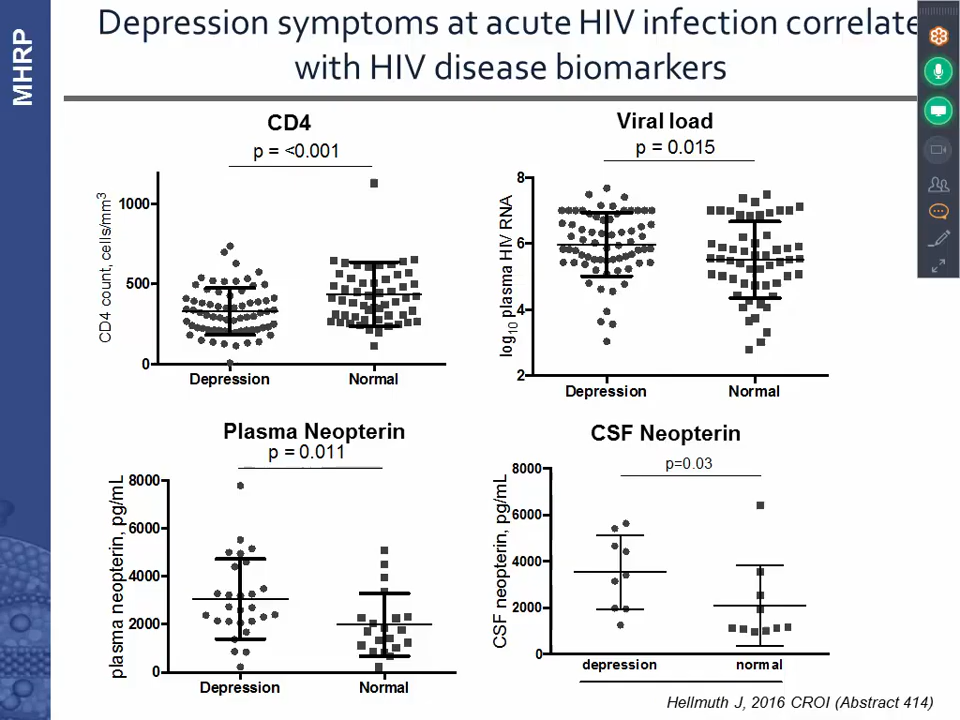 MHRP
Depression symptoms at acute HIV infection correlate
with HIV disease biomarkers
CD4
p = <0.001
CD4 count, cells/mm³
1000
500
0
Depression
Normal
Viral load
p = 0.015
log₁₀ plasma HIV RNA
8
6
4
2
Depression
Normal
Plasma Neopterin
p = 0.011
plasma neopterin, pg/mL
8000
6000
4000
2000
0
Depression
Normal
CSF Neopterin
p=0.03
CSF neopterin, pg/mL
8000
6000
4000
2000
0
depression
normal
Hellmuth J, 2016 CROI (Abstract 414)